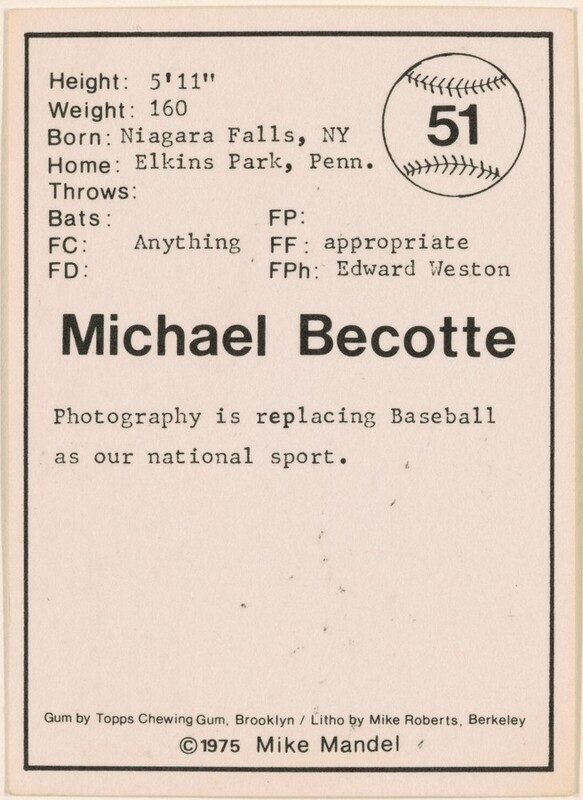 Height: 5'11"
51
Weight: 160
Born: Niagara Falls, NY
Home: Elkins Park, Penn.
Throws:
Bats: FP:
FC: Anything FF: appropriate
FD: FPh: Edward Weston
Michael Becotte
Photography is replacing Baseball
as our national sport.
Gum by Topps Chewing Gum, Brooklyn / Litho by Mike Roberts, Berkeley
©1975 Mike Mandel